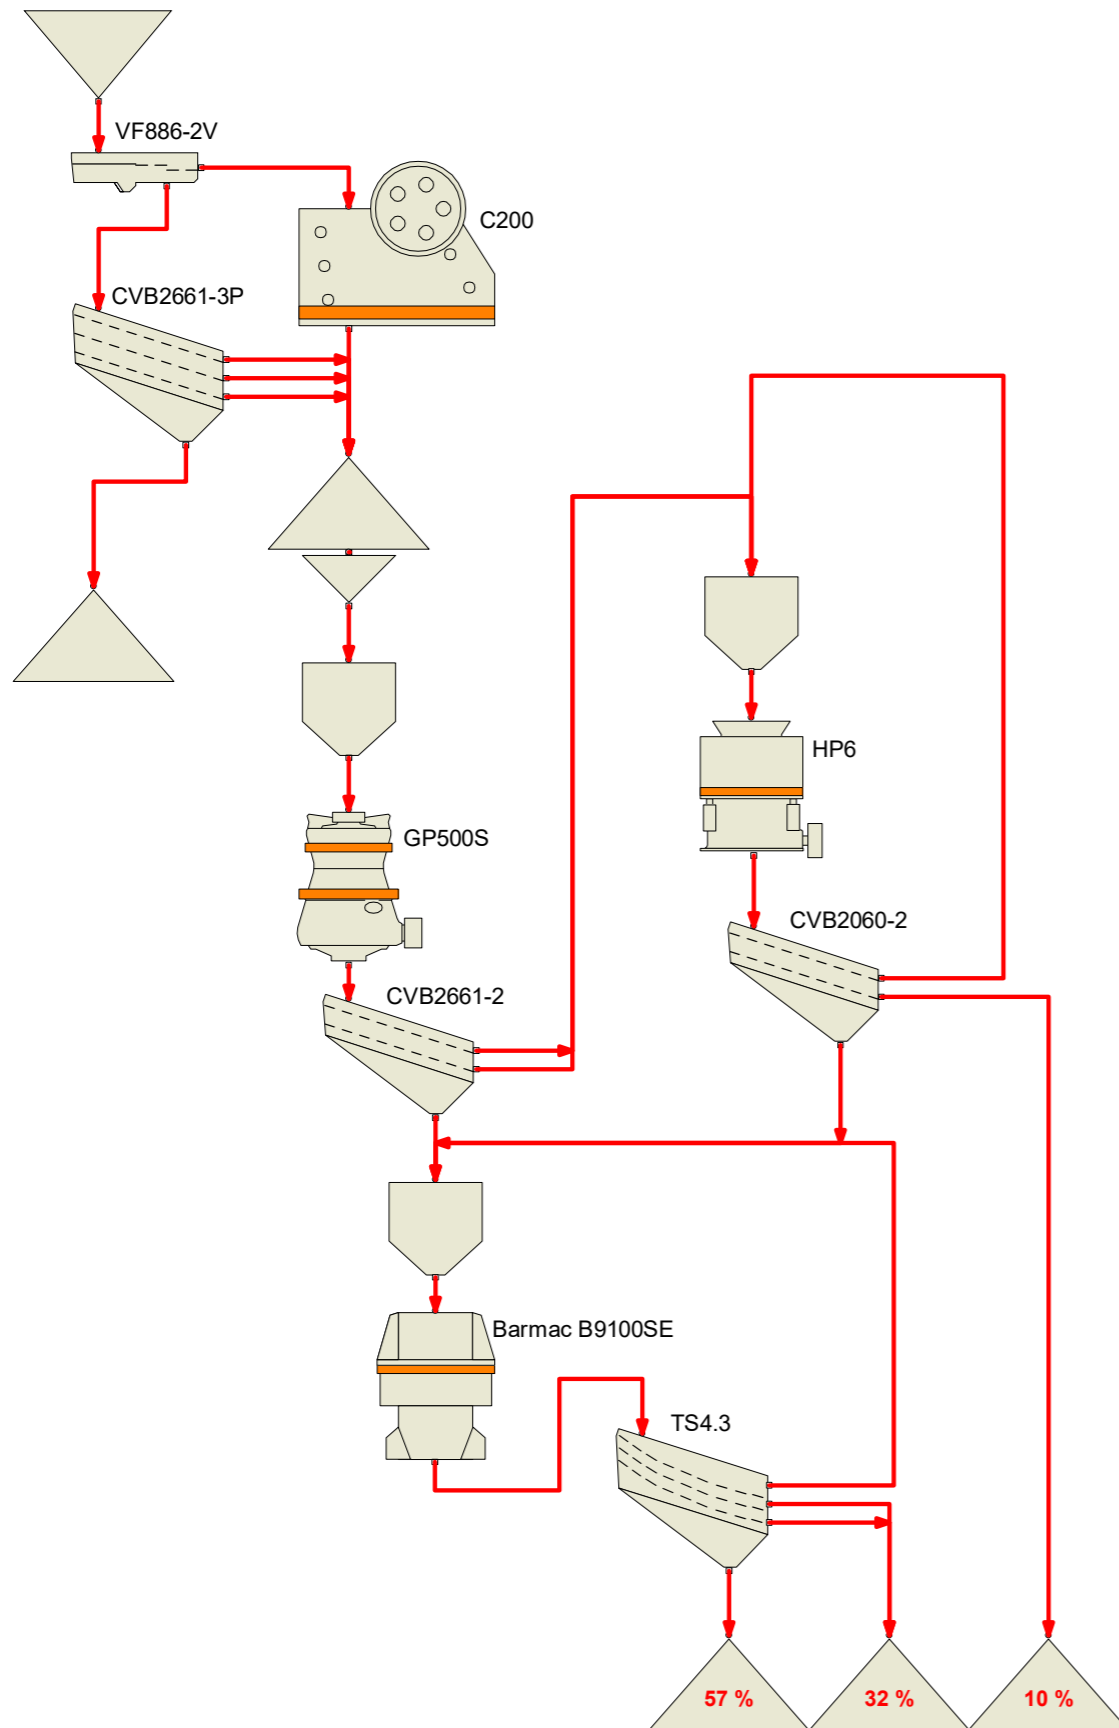 VF886-2V
C200
CVB2661-3P
HP6
GP500S
CVB2060-2
CVB2661-2
Barmac B9100SE
TS4.3
57 %
32 %
10 %